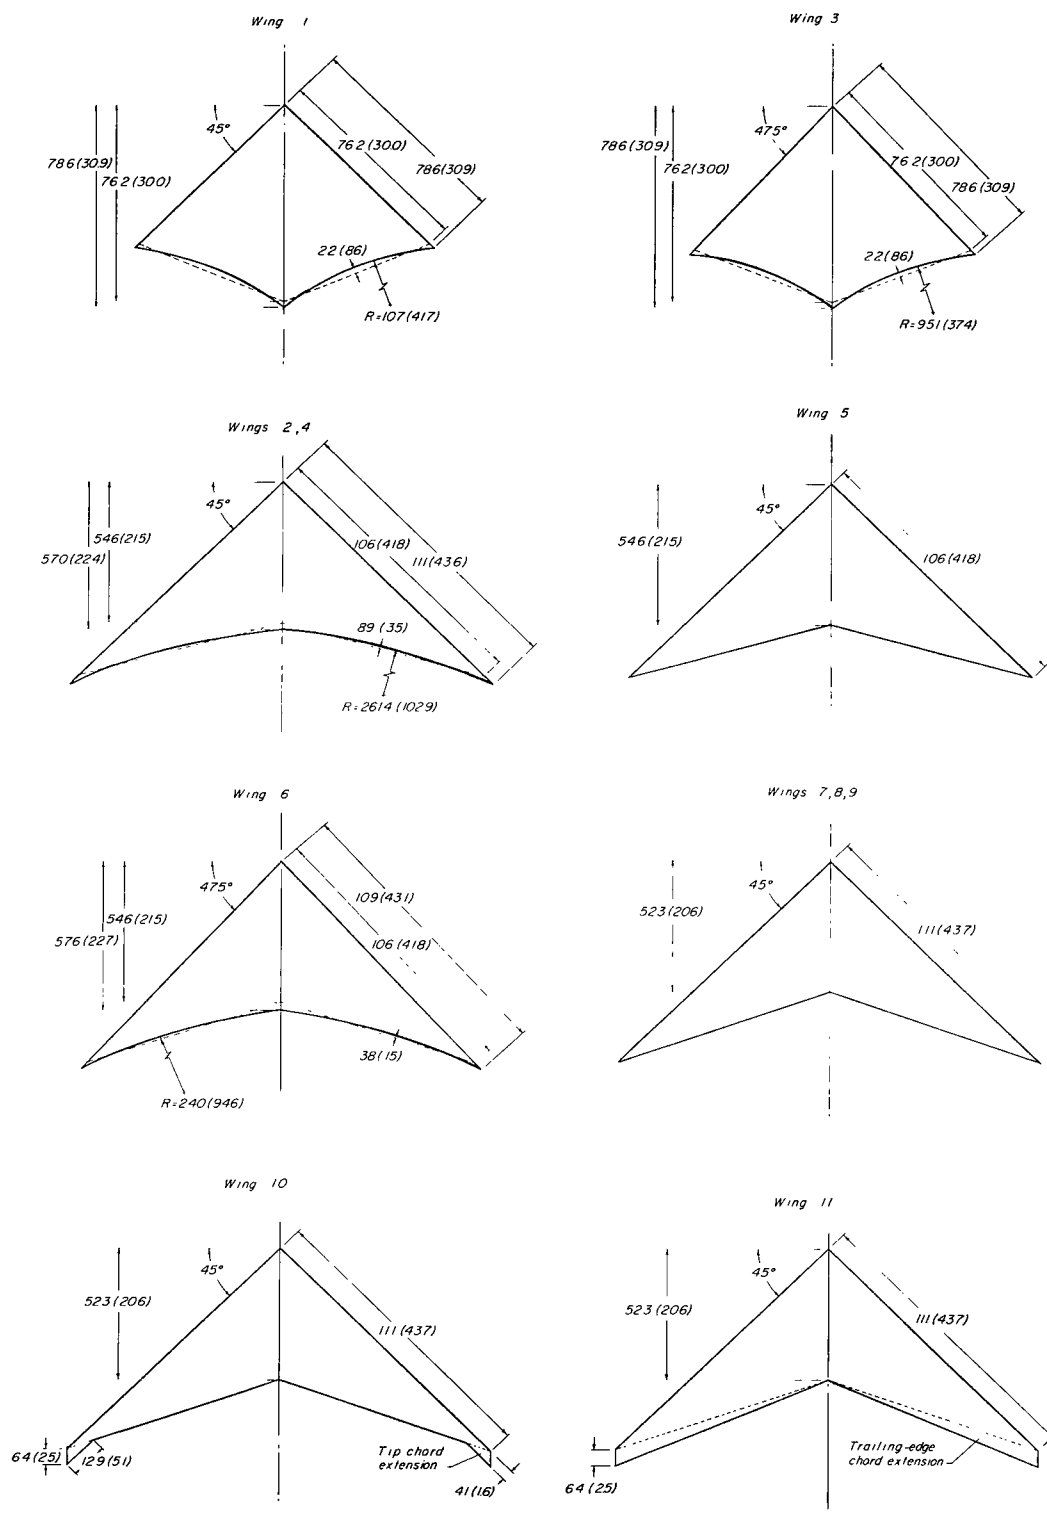 Wing 1
45°
786(309)
762(300)
762(300)
786(309)
22(86)
R=107(417)
Wing 3
475°
786(309)
762(300)
762(300)
786(309)
22(86)
R=951(374)
Wings 2,4
45°
546(215)
570(224)
106(418)
111(436)
89(35)
R=2614(1029)
Wing 5
45°
546(215)
106(418)
Wing 6
475°
546(215)
576(227)
109(431)
106(418)
38(15)
R=240(946)
Wings 7,8,9
45°
523(206)
111(437)
Wing 10
45°
523(206)
111(437)
64(25)
129(51)
Tip chord
extension
41(1.6)
Wing 11
45°
523(206)
111(437)
Trailing-edge
chord extension
64(25)